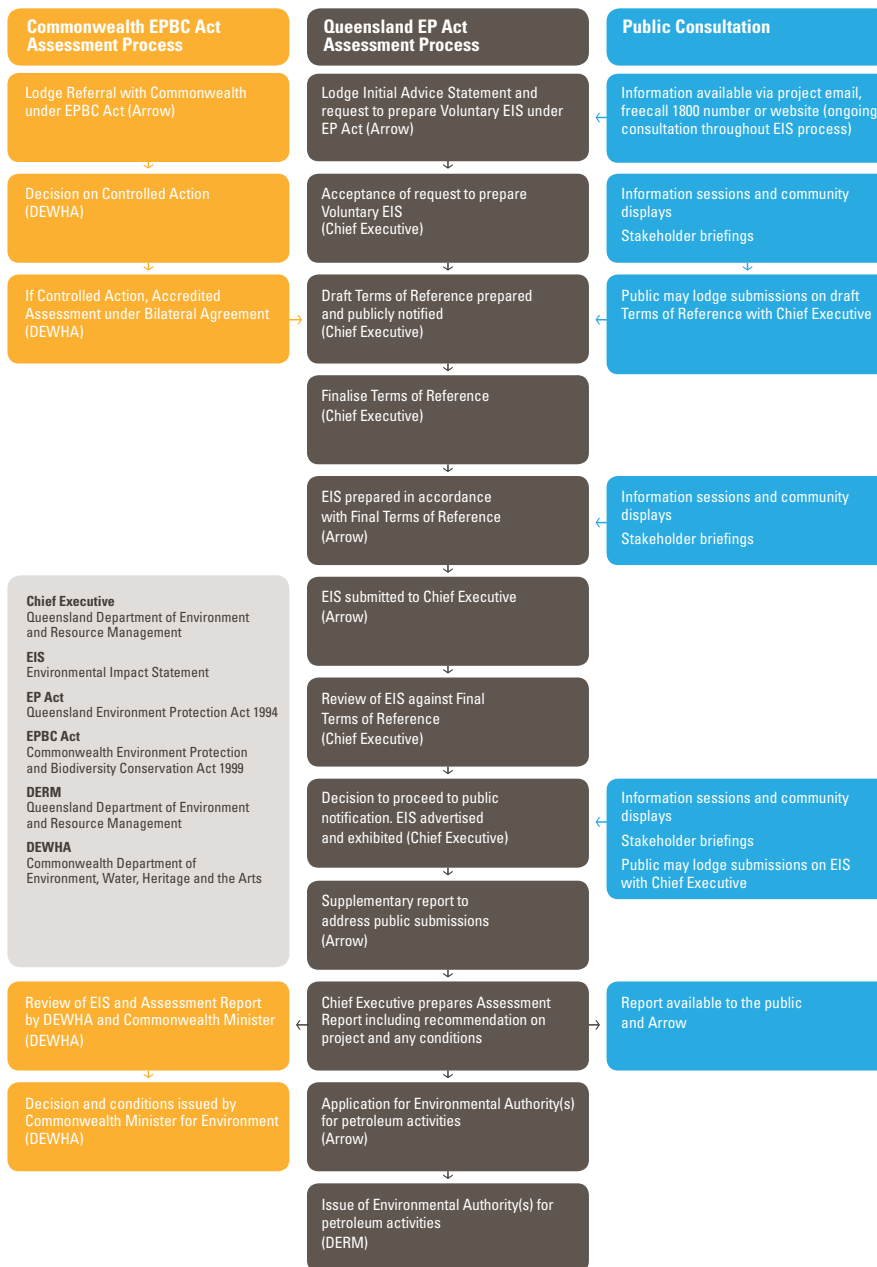 Commonwealth EPBC Act
Assessment Process
Queensland EP Act
Assessment Process
Public Consultation
Lodge Referral with Commonwealth
under EPBC Act (Arrow)
Lodge Initial Advice Statement and
request to prepare Voluntary EIS under
EP Act (Arrow)
Information available via project email,
freecall 1800 number or website (ongoing
consultation throughout EIS process)
Decision on Controlled Action
(DEWHA)
Acceptance of request to prepare
Voluntary EIS
(Chief Executive)
Information sessions and community
displays
Stakeholder briefings
If Controlled Action, Accredited
Assessment under Bilateral Agreement
(DEWHA)
Draft Terms of Reference prepared
and publicly notified
(Chief Executive)
Public may lodge submissions on draft
Terms of Reference with Chief Executive
Finalise Terms of Reference
(Chief Executive)
EIS prepared in accordance
with Final Terms of Reference
(Arrow)
Information sessions and community
displays
Stakeholder briefings
Chief Executive
Queensland Department of Environment
and Resource Management
EIS
Environmental Impact Statement
EP Act
Queensland Environment Protection Act 1994
EPBC Act
Commonwealth Environment Protection
and Biodiversity Conservation Act 1999
DERM
Queensland Department of Environment
and Resource Management
DEWHA
Commonwealth Department of
Environment, Water, Heritage and the Arts
EIS submitted to Chief Executive
(Arrow)
Review of EIS against Final
Terms of Reference
(Chief Executive)
Decision to proceed to public
notification. EIS advertised
and exhibited (Chief Executive)
Information sessions and community
displays
Stakeholder briefings
Public may lodge submissions on EIS
with Chief Executive
Supplementary report to
address public submissions
(Arrow)
Review of EIS and Assessment Report
by DEWHA and Commonwealth Minister
(DEWHA)
Chief Executive prepares Assessment
Report including recommendation on
project and any conditions
Report available to the public
and Arrow
Decision and conditions issued by
Commonwealth Minister for Environment
(DEWHA)
Application for Environmental Authority(s)
for petroleum activities
(Arrow)
Issue of Environmental Authority(s) for
petroleum activities
(DERM)